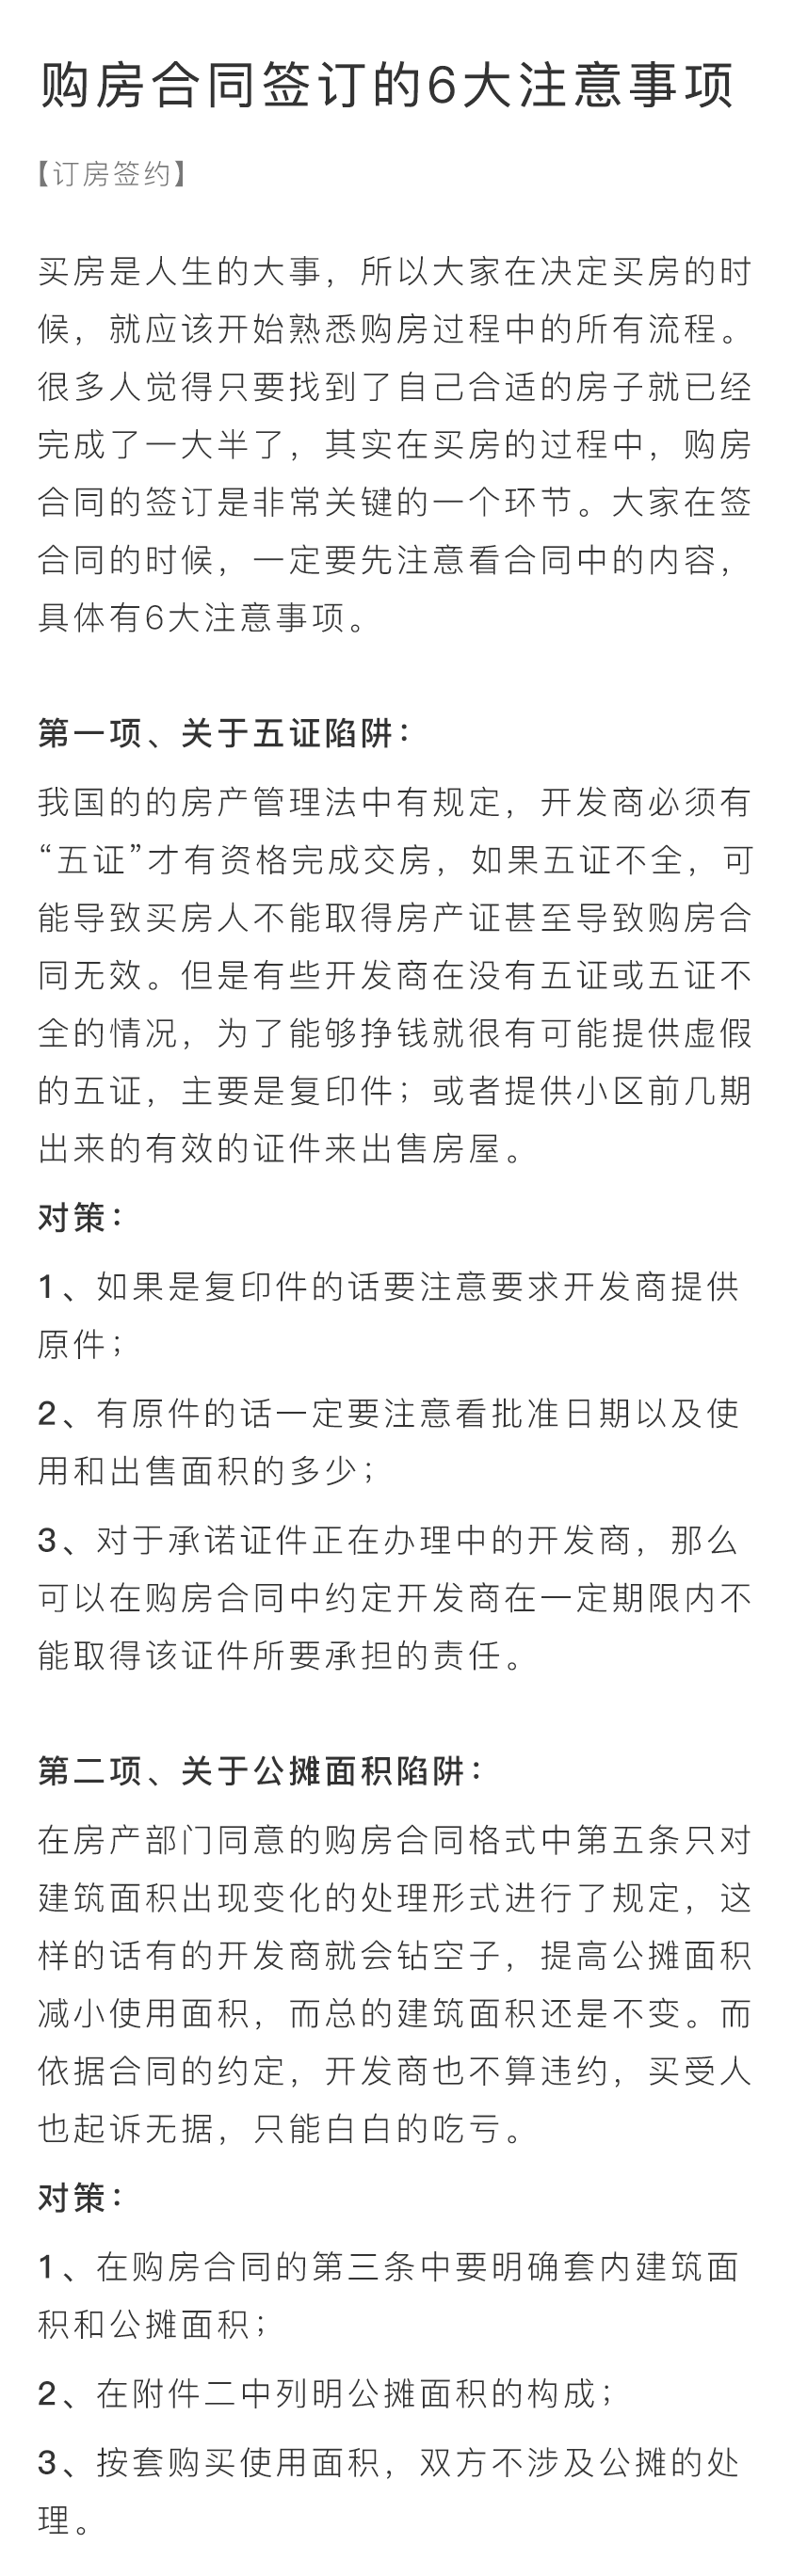 购房合同签订的6大注意事项
【订房签约】
买房是人生的大事，所以大家在决定买房的时
候，就应该开始熟悉购房过程中的所有流程。
很多人觉得只要找到了自己合适的房子就已经
完成了一大半了，其实在买房的过程中，购房
合同的签订是非常关键的一个环节。大家在签
合同的时候，一定要先注意看合同中的内容，
具体有6大注意事项。
第一项、关于五证陷阱：
我国的的房产管理法中有规定，开发商必须有
“五证”才有资格完成交房，如果五证不全，可
能导致买房人不能取得房产证甚至导致购房合
同无效。但是有些开发商在没有五证或五证不
全的情况，为了能够挣钱就很有可能提供虚假
的五证，主要是复印件；或者提供小区前几期
出来的有效的证件来出售房屋。
对策：
1、如果是复印件的话要注意要求开发商提供
原件；
2、有原件的话一定要注意看批准日期以及使
用和出售面积的多少；
3、对于承诺证件正在办理中的开发商，那么
可以在购房合同中约定开发商在一定期限内不
能取得该证件所要承担的责任。
第二项、关于公摊面积陷阱：
在房产部门同意的购房合同格式中第五条只对
建筑面积出现变化的处理形式进行了规定，这
样的话有的开发商就会钻空子，提高公摊面积
减小使用面积，而总的建筑面积还是不变。而
依据合同的约定，开发商也不算违约，买受人
也起诉无据，只能白白的吃亏。
对策：
1、在购房合同的第三条中要明确套内建筑面
积和公摊面积；
2、在附件二中列明公摊面积的构成；
3、按套购买使用面积，双方不涉及公摊的处
理。